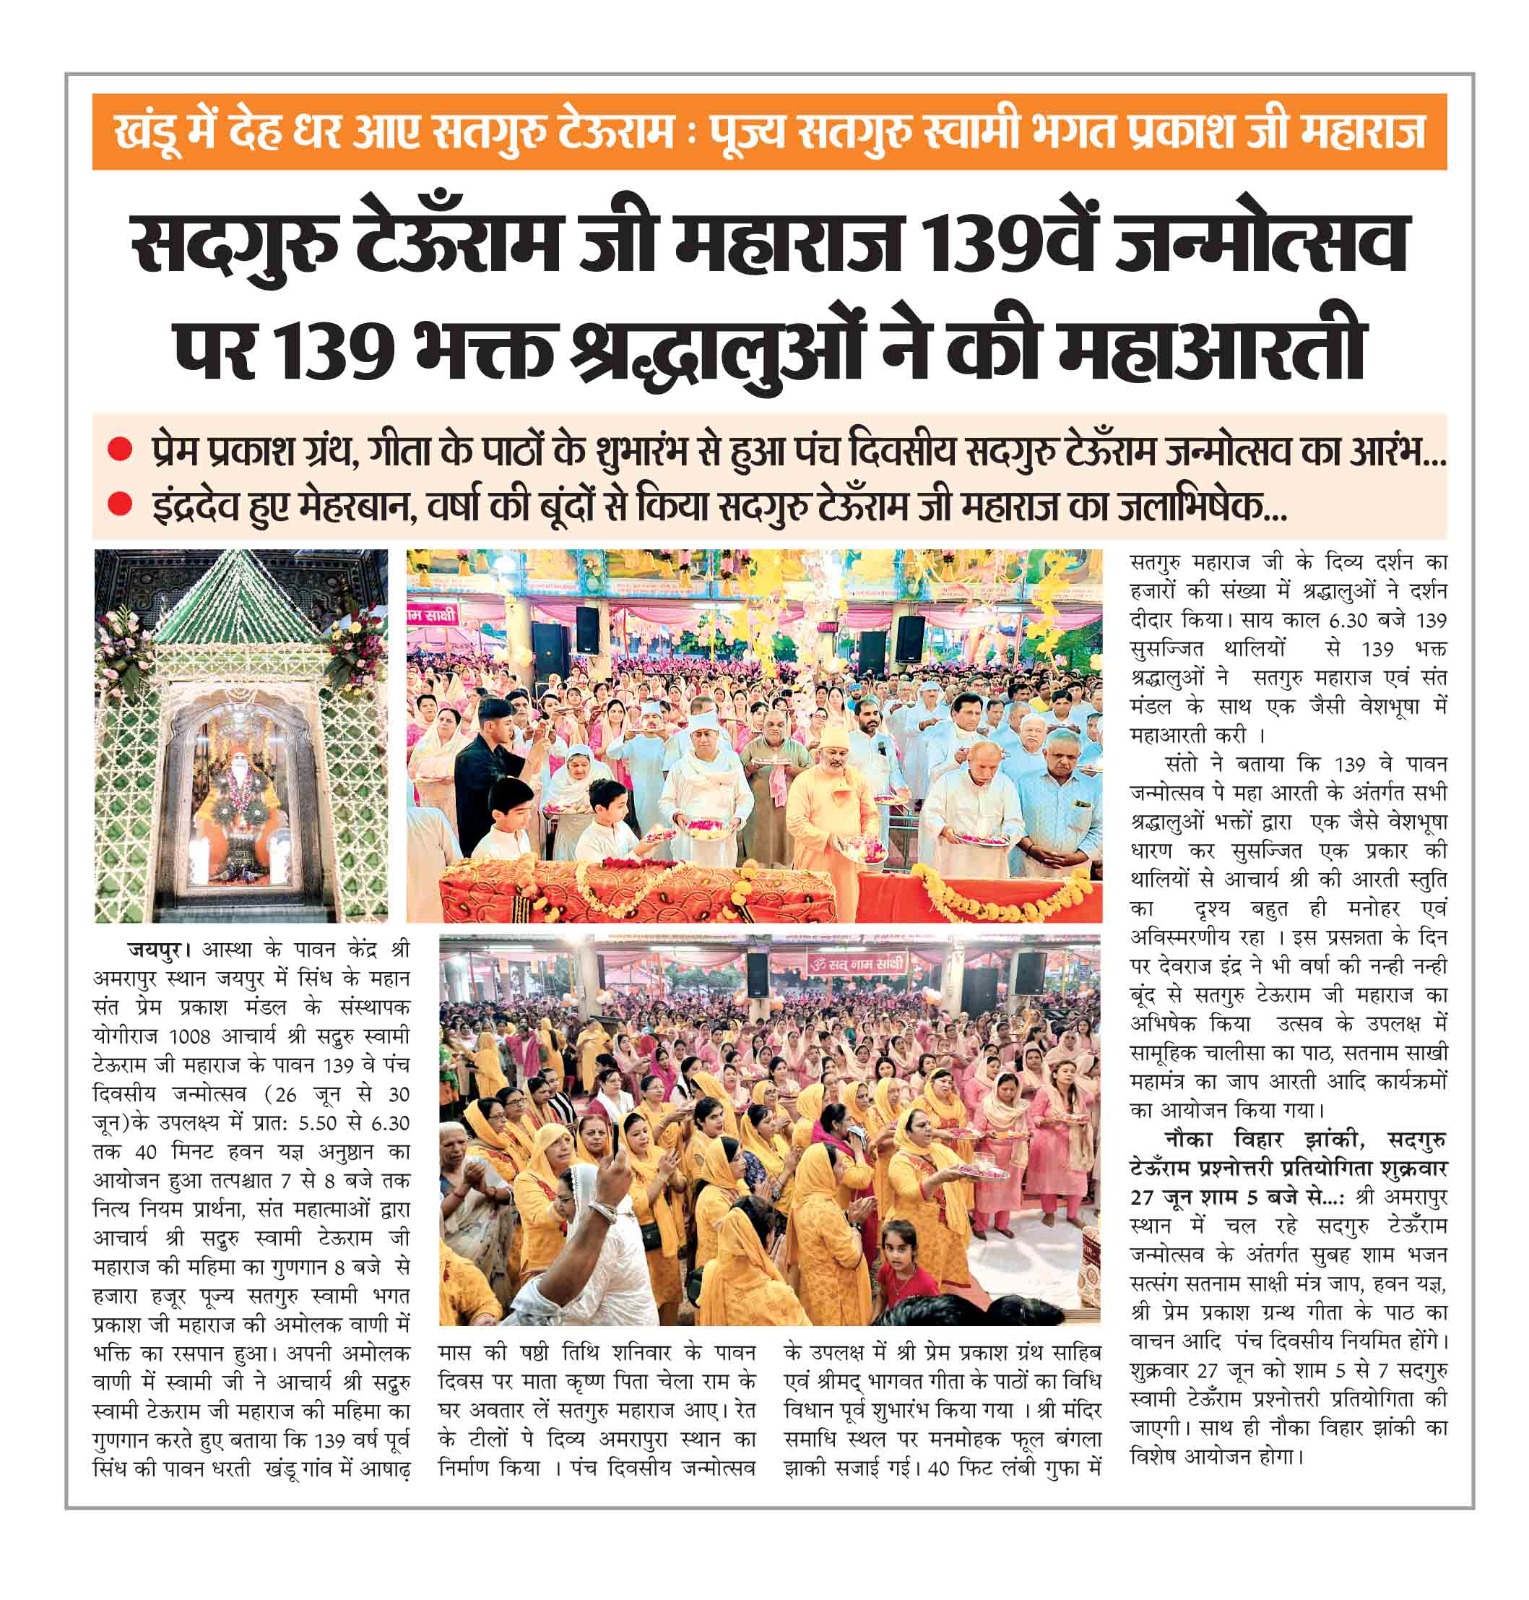 खंडू में देह धर आए सतगुरु टेऊराम : पूज्य सतगुरु स्वामी भगत प्रकाश जी महाराज
सदगुरु टेऊँराम जी महाराज 139वें जन्मोत्सव
पर 139 भक्त श्रद्धालुओं ने की महाआरती
● प्रेम प्रकाश ग्रंथ, गीता के पाठों के शुभारंभ से हुआ पंच दिवसीय सदगुरु टेऊँराम जन्मोत्सव का आरंभ...
● इंद्रदेव हुए मेहरबान, वर्षा की बूंदों से किया सदगुरु टेऊँराम जी महाराज का जलाभिषेक...
ाम साक्षी
ॐ सत् नाम साक्षी
जयपुर। आस्था के पावन केंद्र श्री
अमरापुर स्थान जयपुर में सिंध के महान
संत प्रेम प्रकाश मंडल के संस्थापक
योगीराज 1008 आचार्य श्री सद्गुरु स्वामी
टेऊराम जी महाराज के पावन 139 वे पंच
दिवसीय जन्मोत्सव (26 जून से 30
जून)के उपलक्ष्य में प्रात: 5.50 से 6.30
तक 40 मिनट हवन यज्ञ अनुष्ठान का
आयोजन हुआ तत्पश्चात 7 से 8 बजे तक
नित्य नियम प्रार्थना, संत महात्माओं द्वारा
आचार्य श्री सद्गुरु स्वामी टेऊराम जी
महाराज की महिमा का गुणगान 8 बजे से
हजारा हजूर पूज्य सतगुरु स्वामी भगत
प्रकाश जी महाराज की अमोलक वाणी में
भक्ति का रसपान हुआ। अपनी अमोलक
वाणी में स्वामी जी ने आचार्य श्री सद्गुरु
स्वामी टेऊराम जी महाराज की महिमा का
गुणगान करते हुए बताया कि 139 वर्ष पूर्व
सिंध की पावन धरती खंडू गांव में आषाढ़
मास की षष्ठी तिथि शनिवार के पावन
दिवस पर माता कृष्ण पिता चेला राम के
घर अवतार लें सतगुरु महाराज आए। रेत
के टीलों पे दिव्य अमरापुरा स्थान का
निर्माण किया । पंच दिवसीय जन्मोत्सव
के उपलक्ष में श्री प्रेम प्रकाश ग्रंथ साहिब
एवं श्रीमद् भागवत गीता के पाठों का विधि
विधान पूर्व शुभारंभ किया गया । श्री मंदिर
समाधि स्थल पर मनमोहक फूल बंगला
झाकी सजाई गई। 40 फिट लंबी गुफा में
सतगुरु महाराज जी के दिव्य दर्शन का
हजारों की संख्या में श्रद्धालुओं ने दर्शन
दीदार किया। साय काल 6.30 बजे 139
सुसज्जित थालियों से 139 भक्त
श्रद्धालुओं ने सतगुरु महाराज एवं संत
मंडल के साथ एक जैसी वेशभूषा में
महाआरती करी ।
संतो ने बताया कि 139 वे पावन
जन्मोत्सव पे महा आरती के अंतर्गत सभी
श्रद्धालुओं भक्तों द्वारा एक जैसे वेशभूषा
धारण कर सुसज्जित एक प्रकार की
थालियों से आचार्य श्री की आरती स्तुति
का दृश्य बहुत ही मनोहर एवं
अविस्मरणीय रहा । इस प्रसन्नता के दिन
पर देवराज इंद्र ने भी वर्षा की नन्ही नन्ही
बूंद से सतगुरु टेऊराम जी महाराज का
अभिषेक किया उत्सव के उपलक्ष में
सामूहिक चालीसा का पाठ, सतनाम साखी
महामंत्र का जाप आरती आदि कार्यक्रमों
का आयोजन किया गया।
नौका विहार झांकी, सदगुरु
टेऊँराम प्रश्नोत्तरी प्रतियोगिता शुक्रवार
27 जून शाम 5 बजे से...: श्री अमरापुर
स्थान में चल रहे सदगुरु टेऊँराम
जन्मोत्सव के अंतर्गत सुबह शाम भजन
सत्संग सतनाम साक्षी मंत्र जाप, हवन यज्ञ,
श्री प्रेम प्रकाश ग्रन्थ गीता के पाठ का
वाचन आदि पंच दिवसीय नियमित होंगे।
शुक्रवार 27 जून को शाम 5 से 7 सदगुरु
स्वामी टेऊँराम प्रश्नोत्तरी प्रतियोगिता की
जाएगी। साथ ही नौका विहार झांकी का
विशेष आयोजन होगा।